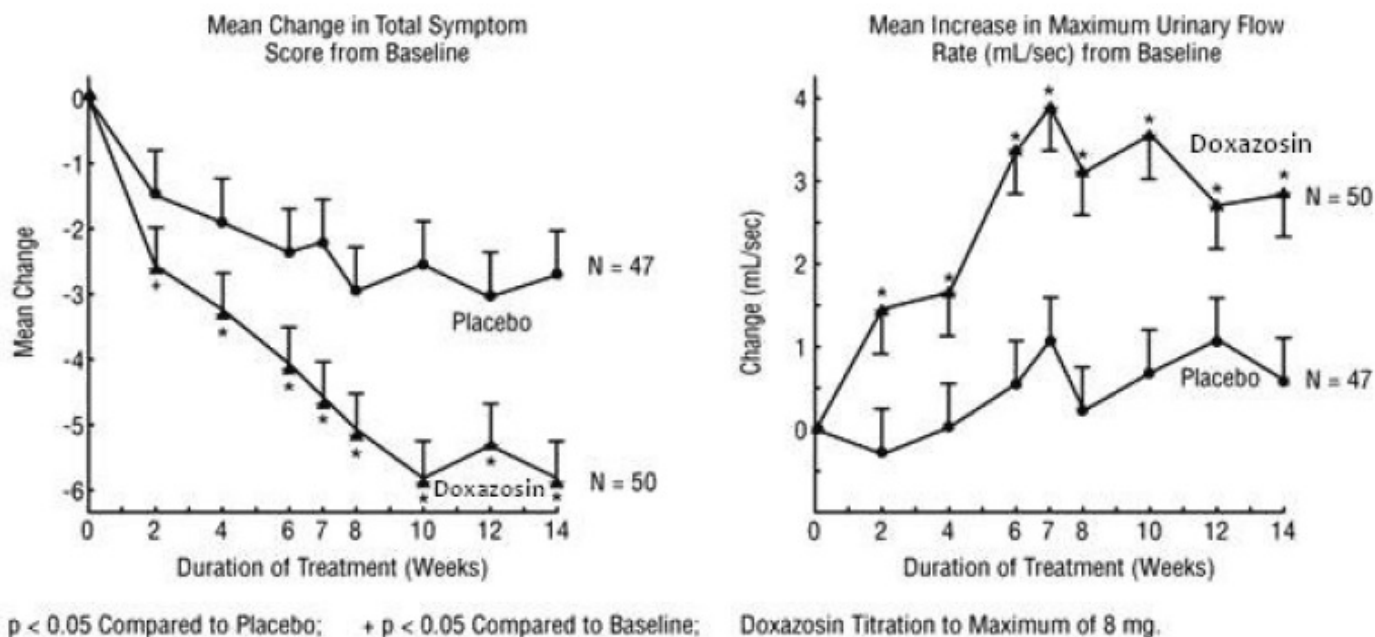 Mean Change in Total Symptom
Score from Baseline
0
-1
-2
-3
-4
-5
-6
Mean Change
N = 47
Placebo
+
*
*
*
*
*
*
*
Doxazosin
N = 50
0 2 4 6 7 8 10 12 14
Duration of Treatment (Weeks)
Mean Increase in Maximum Urinary Flow
Rate (mL/sec) from Baseline
4
3
2
1
0
Change (mL/sec)
*
*
*
*
*
*
*
*
Doxazosin
N = 50
Placebo
N = 47
0 2 4 6 7 8 10 12 14
Duration of Treatment (Weeks)
p < 0.05 Compared to Placebo; + p < 0.05 Compared to Baseline; Doxazosin Titration to Maximum of 8 mg.